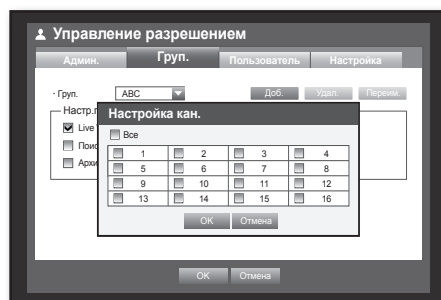 Управление разрешением
Админ. Груп. Пользователь Настройка
· Груп. ABC Доб. Удал. Переим.
Настр.
Live
Настройка кан.
Все
1 2 3 4
5 6 7 8
9 10 11 12
13 14 15 16
OK Отмена
OK Отмена